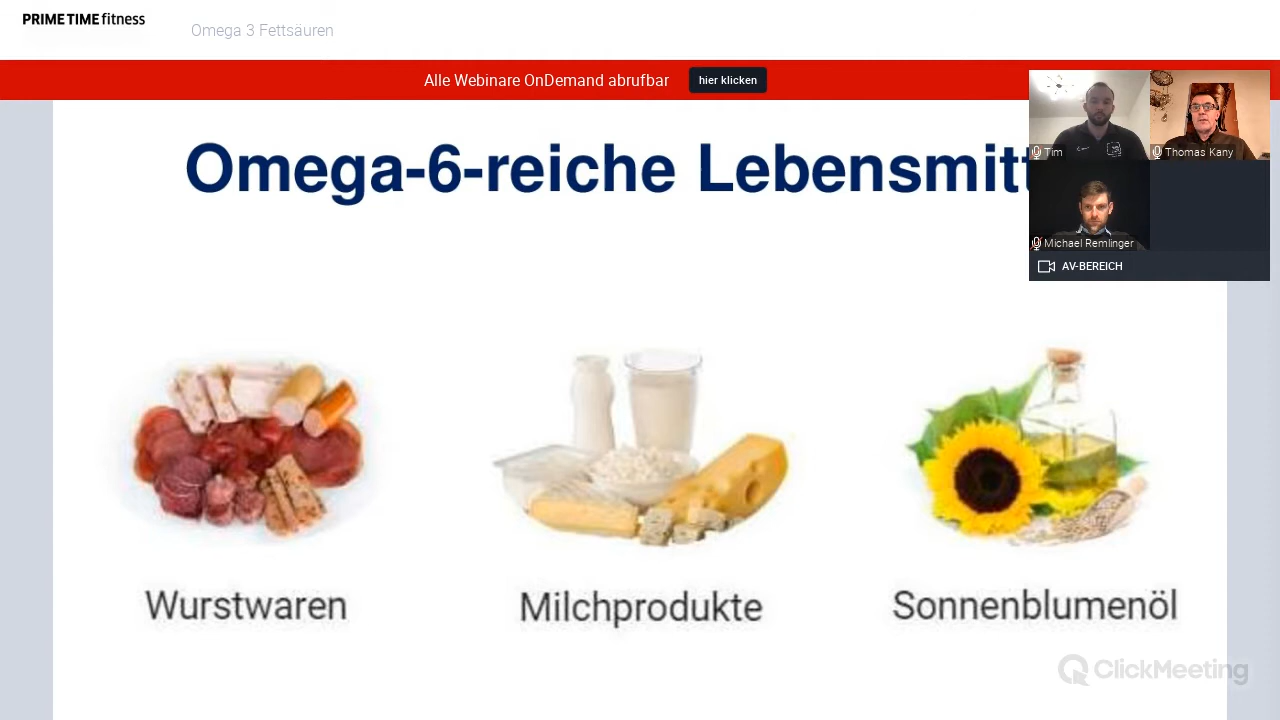 PRIME TIME fitness
Omega 3 Fettsäuren
Alle Webinare OnDemand abrufbar
hier klicken
Omega-6-reiche Lebensmitt
Tim
Thomas Kany
Michael Remlinger
AV-BEREICH
Wurstwaren
Milchprodukte
Sonnenblumenöl
ClickMeeting